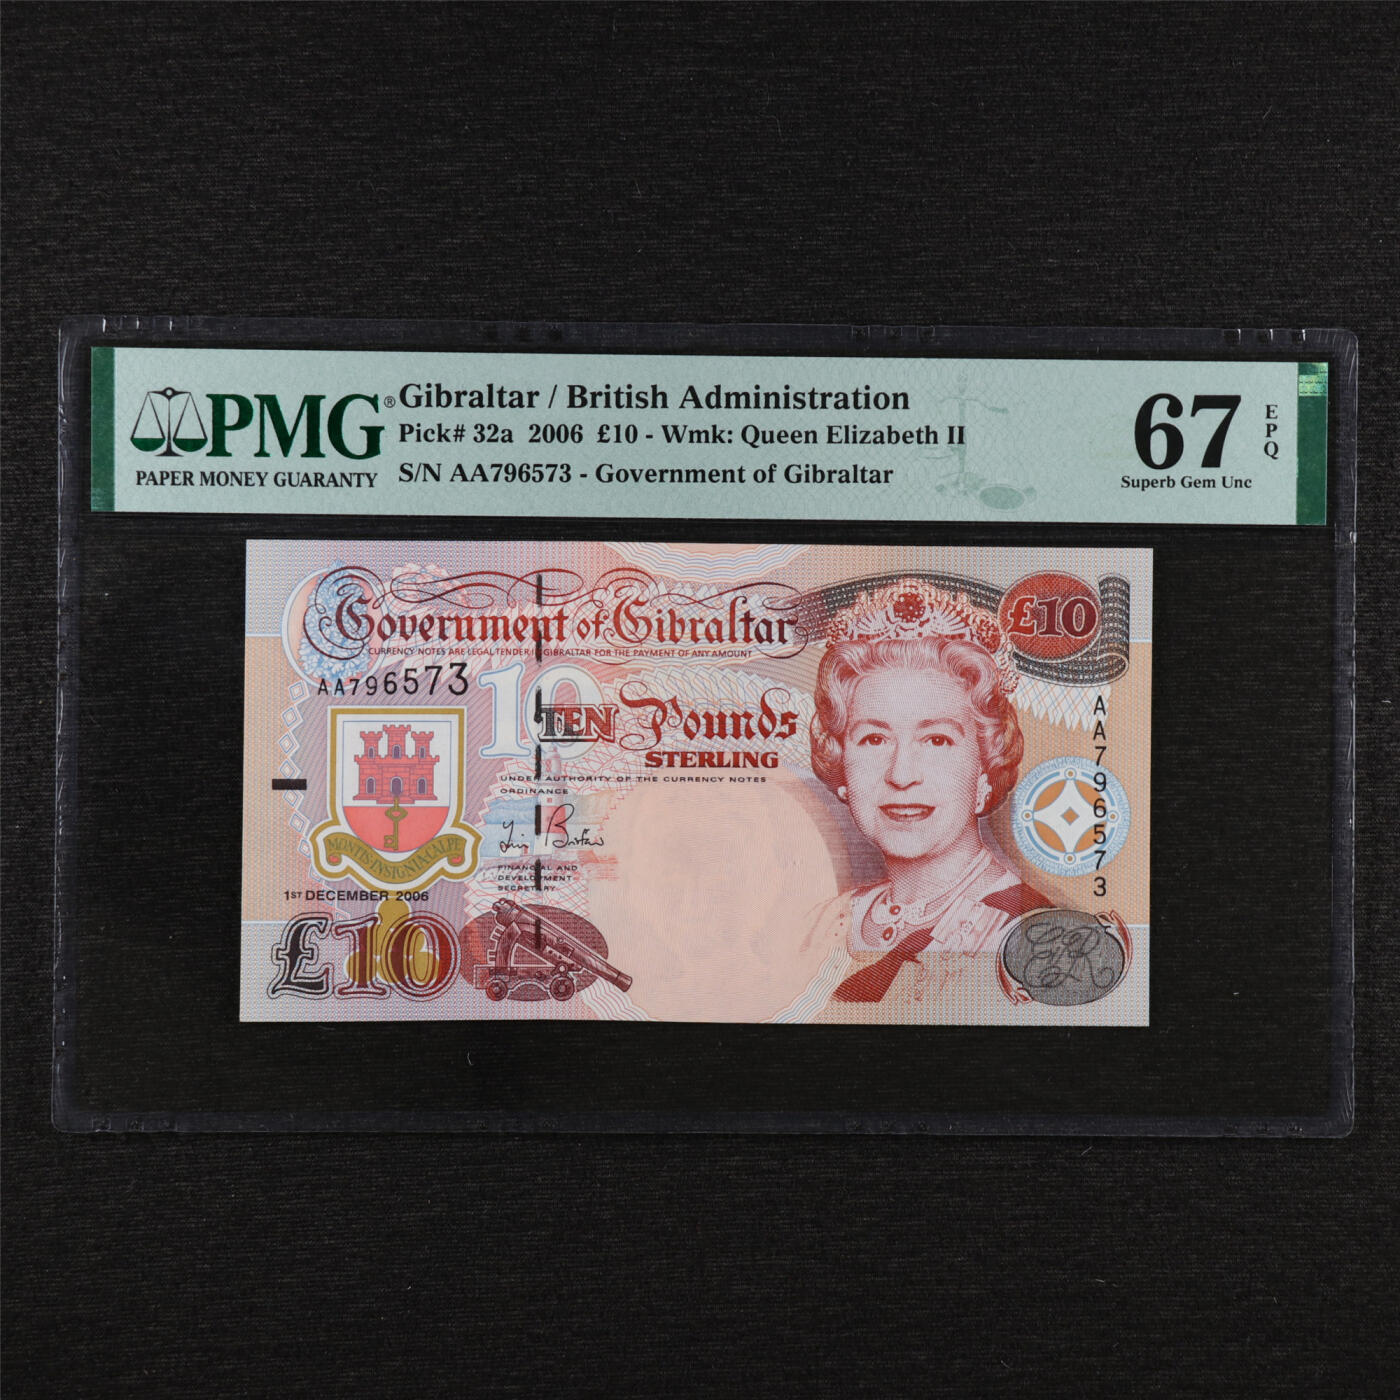 PMG®
PAPER MONEY GUARANTY
Gibraltar / British Administration
Pick# 32a 2006 £10 - Wmk: Queen Elizabeth II
S/N AA796573 - Government of Gibraltar
67
EPQ
Superb Gem Unc
Government of Gibraltar
CURRENCY NOTES ARE LEGAL TENDER IN GIBRALTAR FOR THE PAYMENT OF ANY AMOUNT
£10
AA796573
10
TEN Pounds
STERLING
UNDER AUTHORITY OF THE CURRENCY NOTES
ORDINANCE
AA796573
FINANCIAL AND
DEVELOPMENT
SECRETARY
MONTIS·INSIGNIA·CALPE
1ST DECEMBER 2006
£10